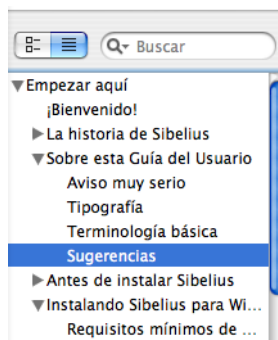 Buscar
Empezar aquí
¡Bienvenido!
La historia de Sibelius
Sobre esta Guía del Usuario
Aviso muy serio
Tipografía
Terminología básica
Sugerencias
Antes de instalar Sibelius
Instalando Sibelius para Wi...
Requisitos mínimos de ...